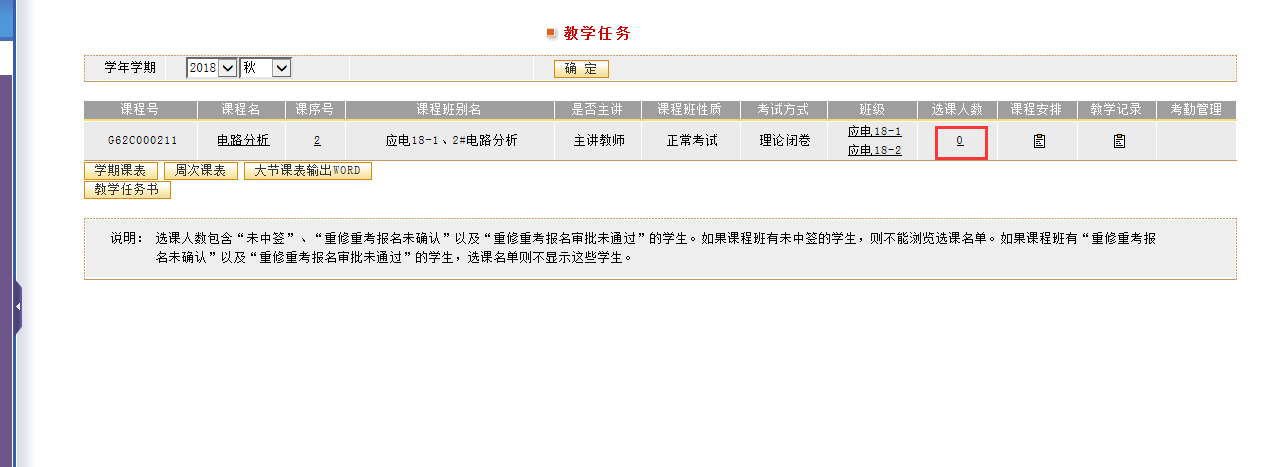 教学任务
学年学期 2018 秋 确 定
课程号 课程名 课序号 课程班别名 是否主讲 课程班性质 考试方式 班级 选课人数 课程安排 教学记录 考勤管理
G62C000211 电路分析 2 应电18-1、2#电路分析 主讲教师 正常考试 理论闭卷 应电18-1 0
应电18-2
学期课表 周次课表 大节课表输出WORD
教学任务书
说明： 选课人数包含“未中签”、“重修重考报名未确认”以及“重修重考报名审批未通过”的学生。如果课程班有未中签的学生，则不能浏览选课名单。如果课程班有“重修重考报
名未确认”以及“重修重考报名审批未通过”的学生，选课名单则不显示这些学生。